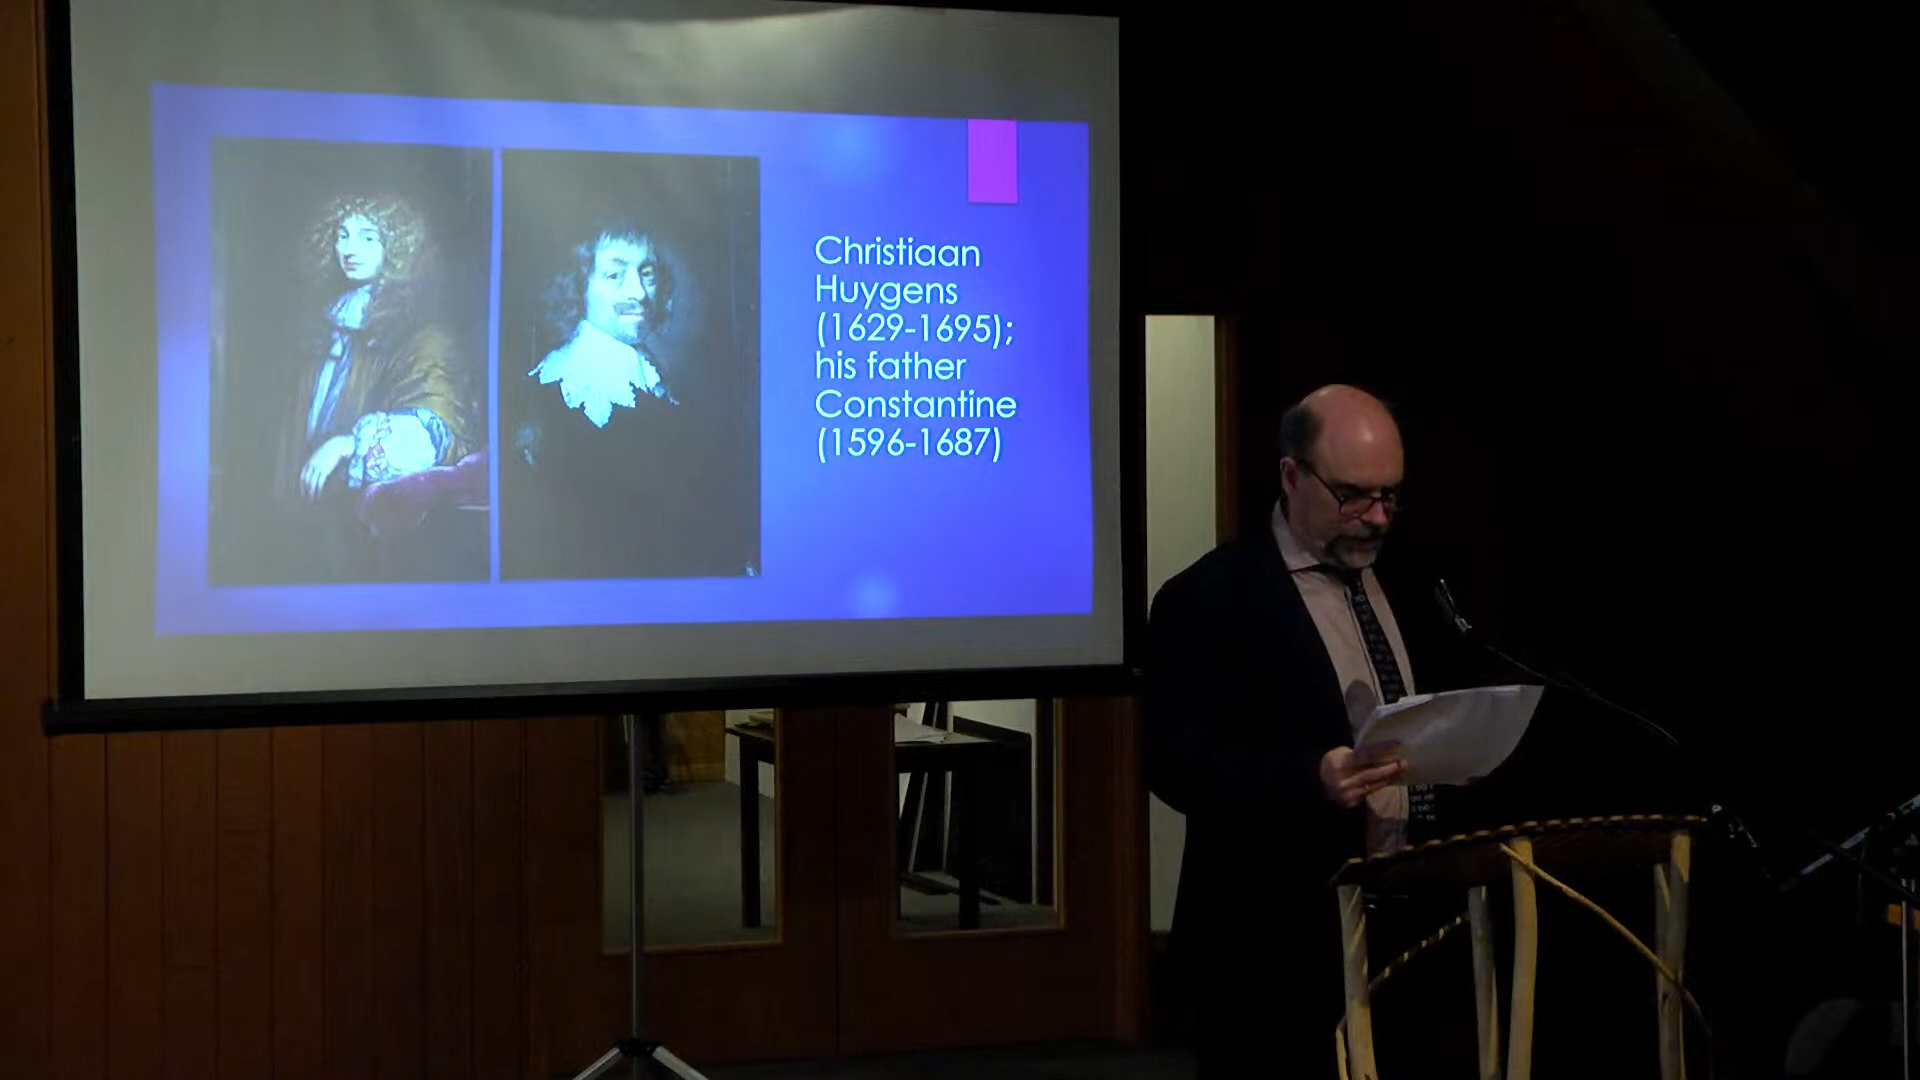 Christiaan
Huygens
(1629-1695);
his father
Constantine
(1596-1687)